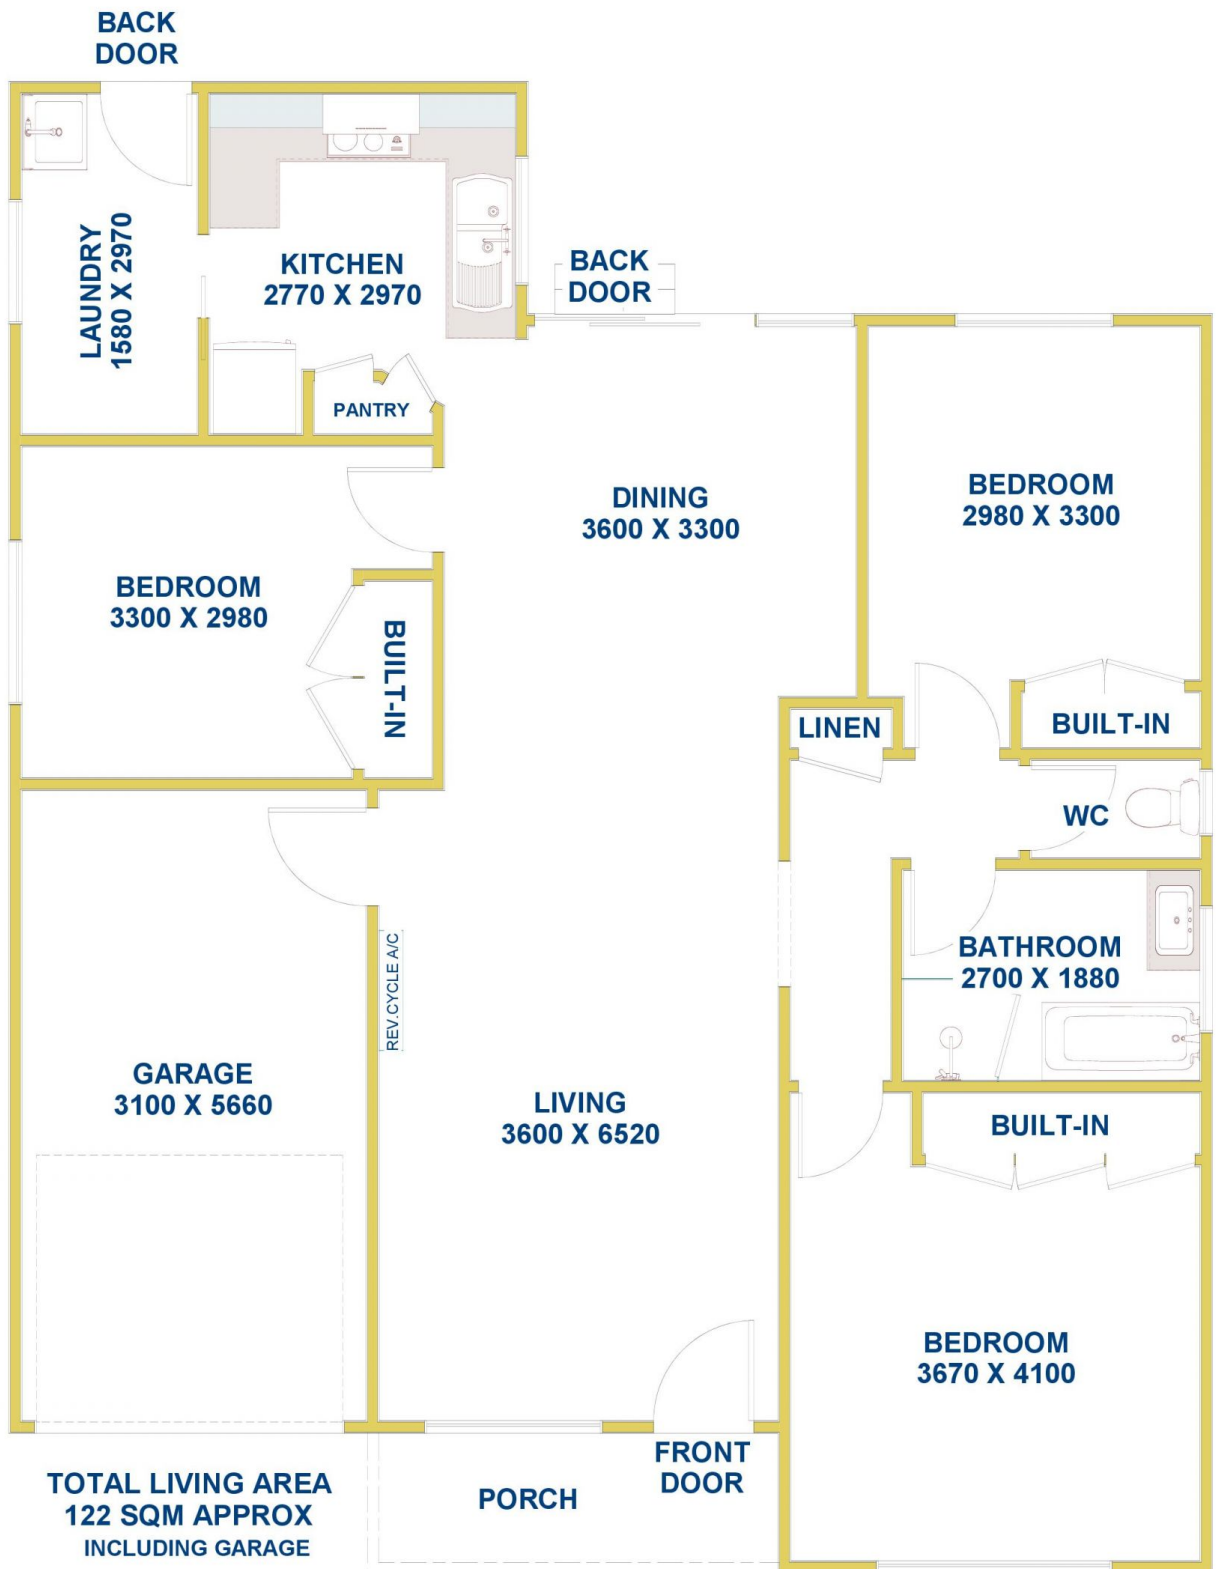 BACK
DOOR
LAUNDRY
1580 X 2970
KITCHEN
2770 X 2970
BACK
DOOR
PANTRY
DINING
3600 X 3300
BEDROOM
2980 X 3300
BEDROOM
3300 X 2980
BUILT-IN
LINEN
BUILT-IN
WC
REV.CYCLE A/C
BATHROOM
2700 X 1880
GARAGE
3100 X 5660
LIVING
3600 X 6520
BUILT-IN
BEDROOM
3670 X 4100
FRONT
DOOR
PORCH
TOTAL LIVING AREA
122 SQM APPROX
INCLUDING GARAGE